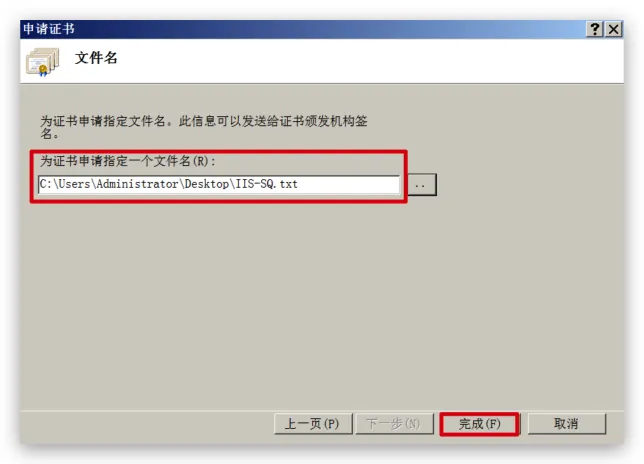 申请证书
文件名
为证书申请指定文件名。此信息可以发送给证书颁发机构签
名。
为证书申请指定一个文件名(R):
C:\Users\Administrator\Desktop\IIS-SQ.txt
..
上一页(P) 下一步(N) 完成(F) 取消